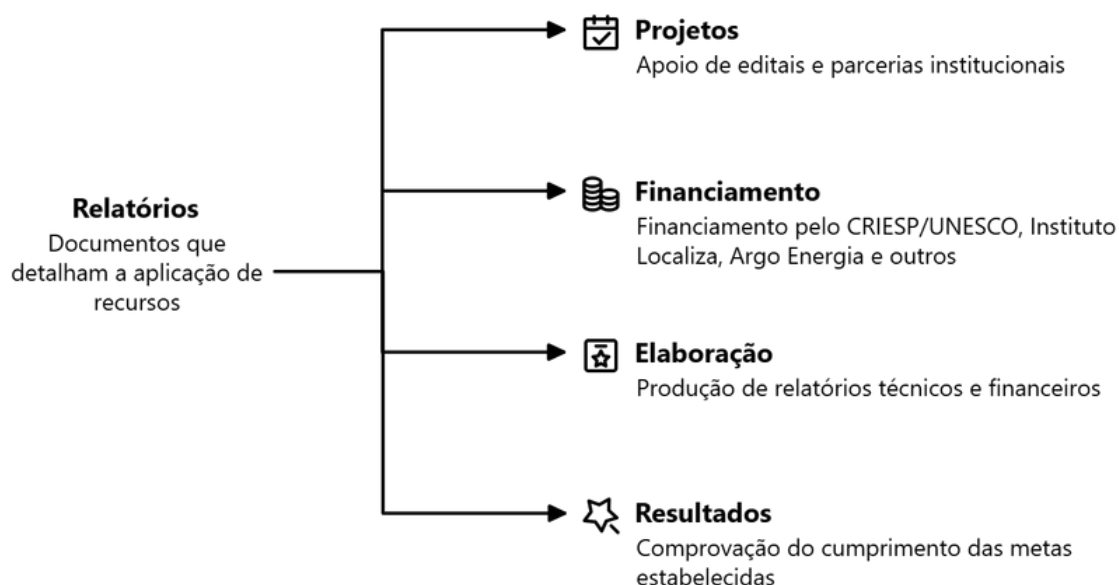 Projetos
Apoio de editais e parcerias institucionais
Financiamento
Financiamento pelo CRIESP/UNESCO, Instituto
Localiza, Argo Energia e outros
Relatórios
Documentos que
detalham a aplicação de
recursos
Elaboração
Produção de relatórios técnicos e financeiros
Resultados
Comprovação do cumprimento das metas
estabelecidas